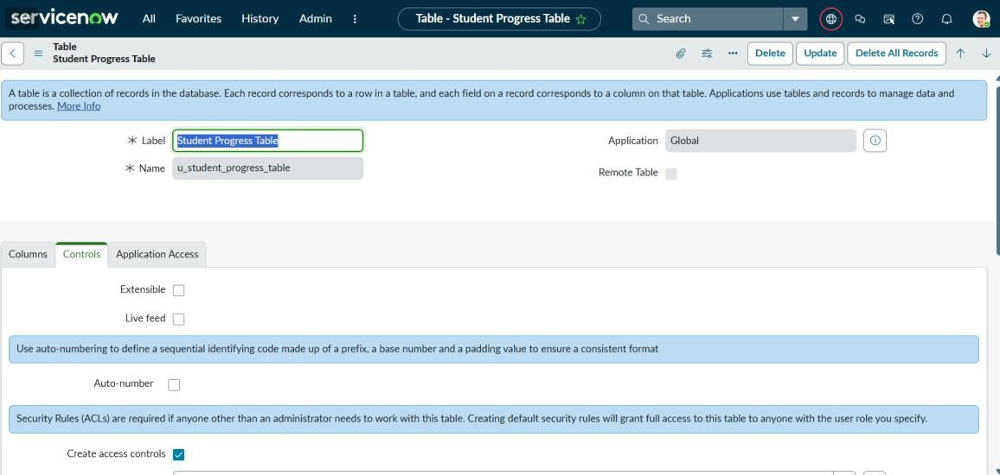 servicenow
All
Favorites
History
Admin
Table - Student Progress Table
Search
Table
Student Progress Table
Delete
Update
Delete All Records
A table is a collection of records in the database. Each record corresponds to a row in a table, and each field on a record corresponds to a column on that table. Applications use tables and records to manage data and
processes. More Info
Label
Student Progress Table
Application
Global
Name
u_student_progress_table
Remote Table
Columns
Controls
Application Access
Extensible
Live feed
Use auto-numbering to define a sequential identifying code made up of a prefix, a base number and a padding value to ensure a consistent format
Auto-number
Security Rules (ACLs) are required if anyone other than an administrator needs to work with this table. Creating default security rules will grant full access to this table to anyone with the user role you specify.
Create access controls